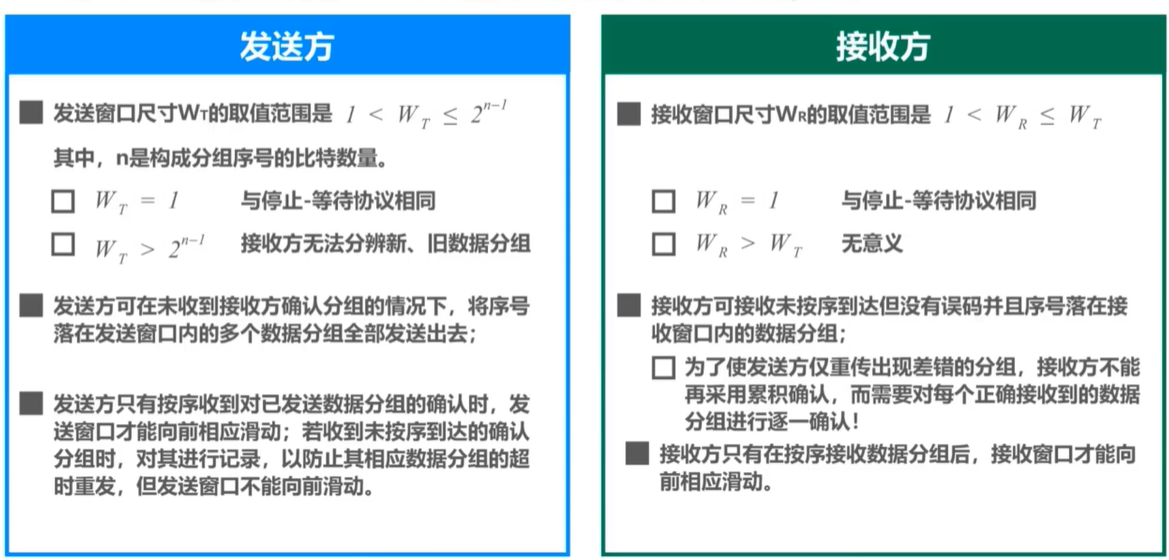 发送方
发送窗口尺寸WT的取值范围是 1 < W_T ≤ 2^{n-1}
其中，n是构成分组序号的比特数量。
W_T = 1 与停止-等待协议相同
W_T > 2^{n-1} 接收方无法分辨新、旧数据分组
发送方可在未收到接收方确认分组的情况下，将序号
落在发送窗口内的多个数据分组全部发送出去；
发送方只有按序收到对已发送数据分组的确认时，发
送窗口才能向前相应滑动；若收到未按序到达的确认
分组时，对其进行记录，以防止其相应数据分组的超
时重发，但发送窗口不能向前滑动。
接收方
接收窗口尺寸WR的取值范围是 1 < W_R ≤ W_T
W_R = 1 与停止-等待协议相同
W_R > W_T 无意义
接收方可接收未按序到达但没有误码并且序号落在接
收窗口内的数据分组；
为了使发送方仅重传出现差错的分组，接收方不能
再采用累积确认，而需要对每个正确接收到的数据
分组进行逐一确认！
接收方只有在按序接收数据分组后，接收窗口才能向
前相应滑动。